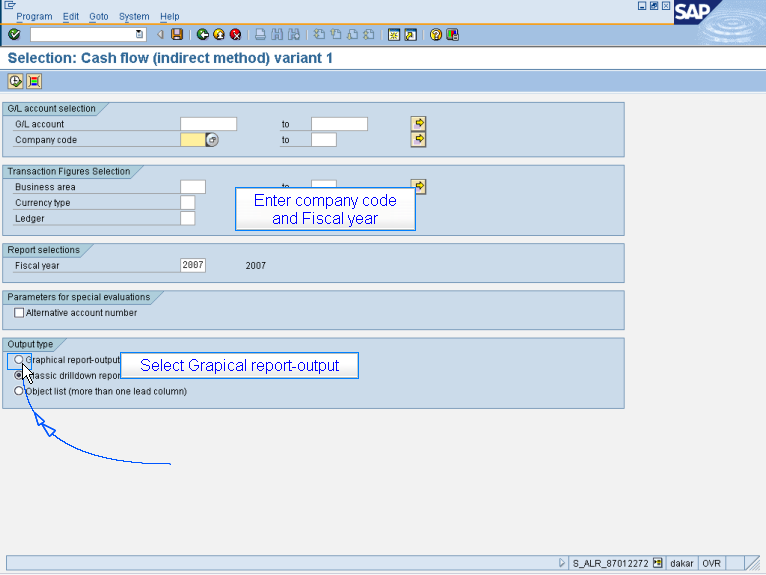 Program Edit Goto System Help
SAP
Selection: Cash flow (indirect method) variant 1
G/L account selection
G/L account to
Company code to
Transaction Figures Selection
Business area to
Currency type
Ledger
Enter company code
and Fiscal year
Report selections
Fiscal year 2007 2007
Parameters for special evaluations
Alternative account number
Output type
Graphical report-output
Select Grapical report-output
lassic drilldown repor
Object list (more than one lead column)
S_ALR_87012272 dakar OVR